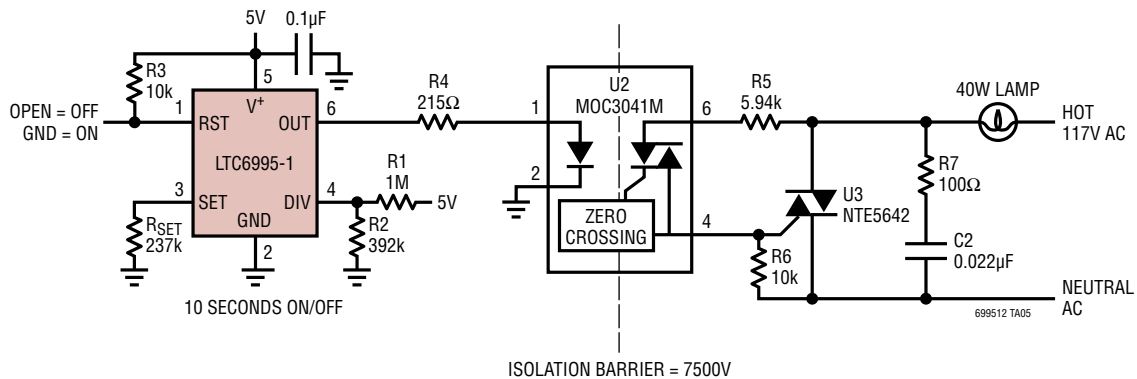 5V
0.1µF
R3
10k
OPEN = OFF
GND = ON
1
5
V+
RST
OUT
6
LTC6995-1
3
SET
DIV
4
GND
2
RSET
237k
R1
1M
5V
R2
392k
10 SECONDS ON/OFF
R4
215Ω
U2
MOC3041M
1
2
6
4
ZERO
CROSSING
R5
5.94k
R6
10k
U3
NTE5642
40W LAMP
HOT
117V AC
R7
100Ω
C2
0.022µF
NEUTRAL
AC
699512 TA05
ISOLATION BARRIER = 7500V